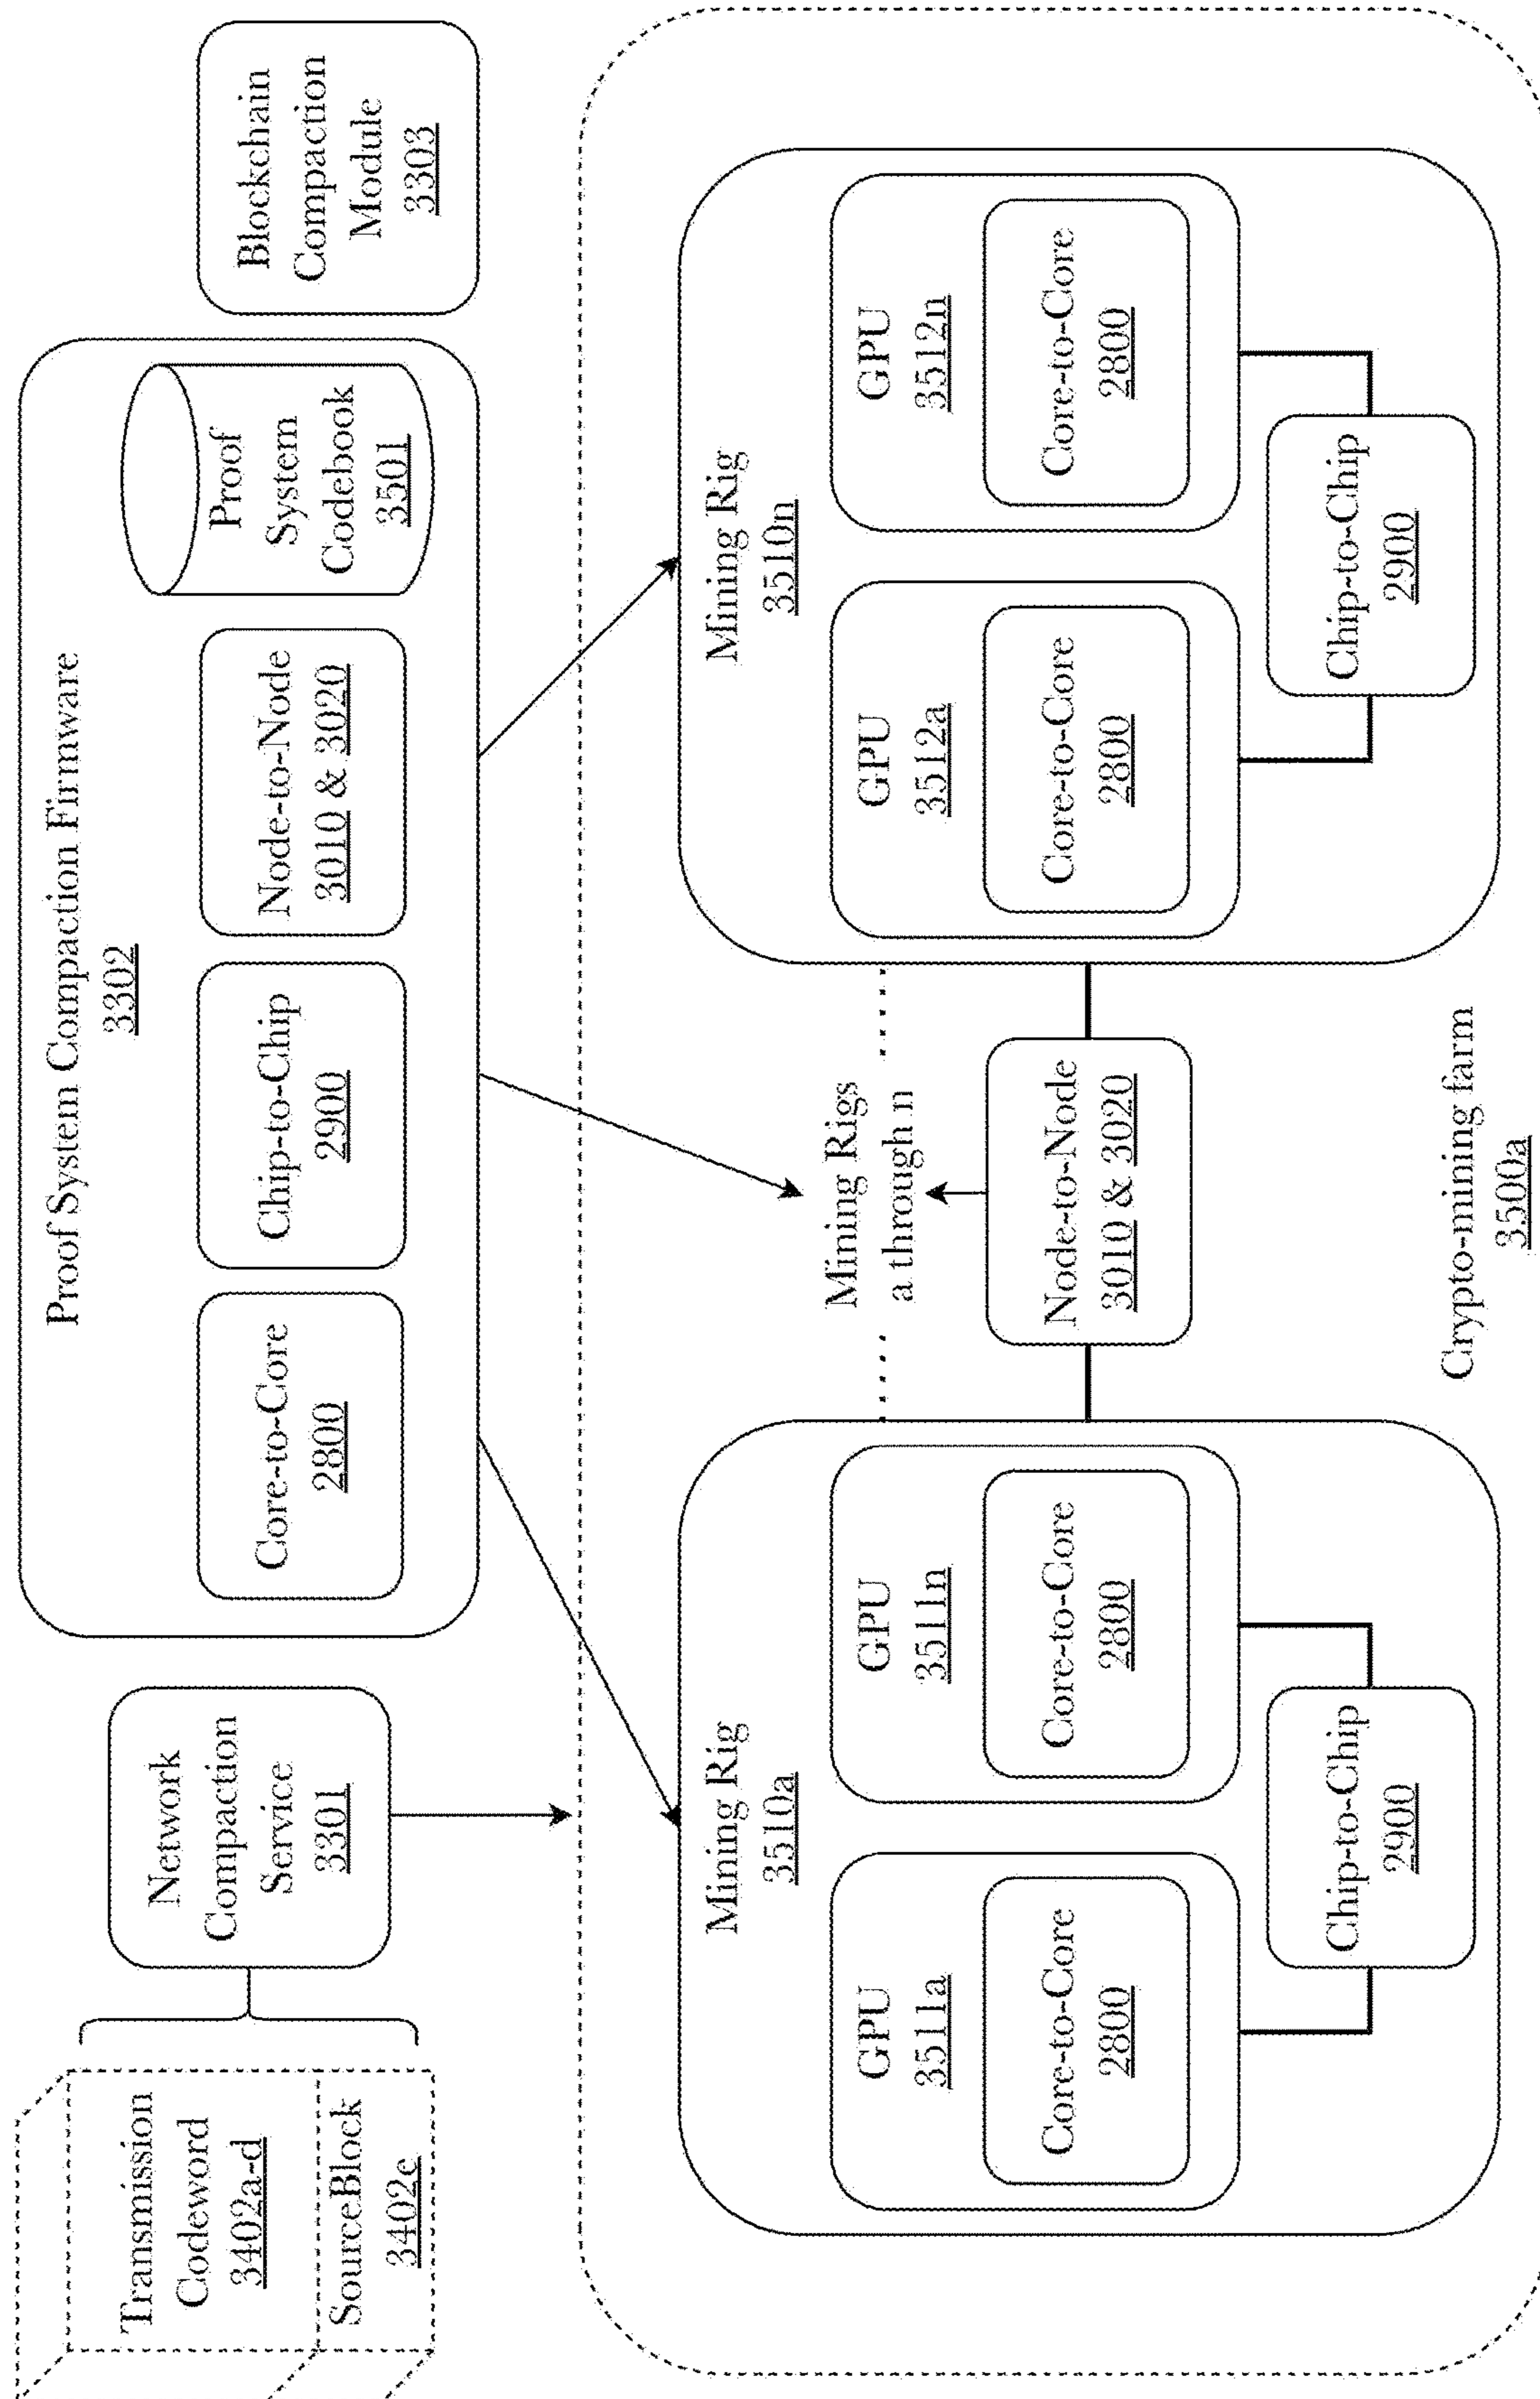 Transmission
Codeword
3402a-d
SourceBlock
3402e
Network
Compaction
Service
3301
Proof System Compaction Firmware
3302
Core-to-Core
2800
Chip-to-Chip
2900
Node-to-Node
3010 & 3020
Proof
System
Codebook
3501
Blockchain
Compaction
Module
3303
Mining Rig
3510a
GPU
3511a
Core-to-Core
2800
GPU
3511n
Core-to-Core
2800
Chip-to-Chip
2900
Mining Rigs
a through n
Node-to-Node
3010 & 3020
Mining Rig
3510n
GPU
3512a
Core-to-Core
2800
GPU
3512n
Core-to-Core
2800
Chip-to-Chip
2900
Crypto-mining farm
3500a